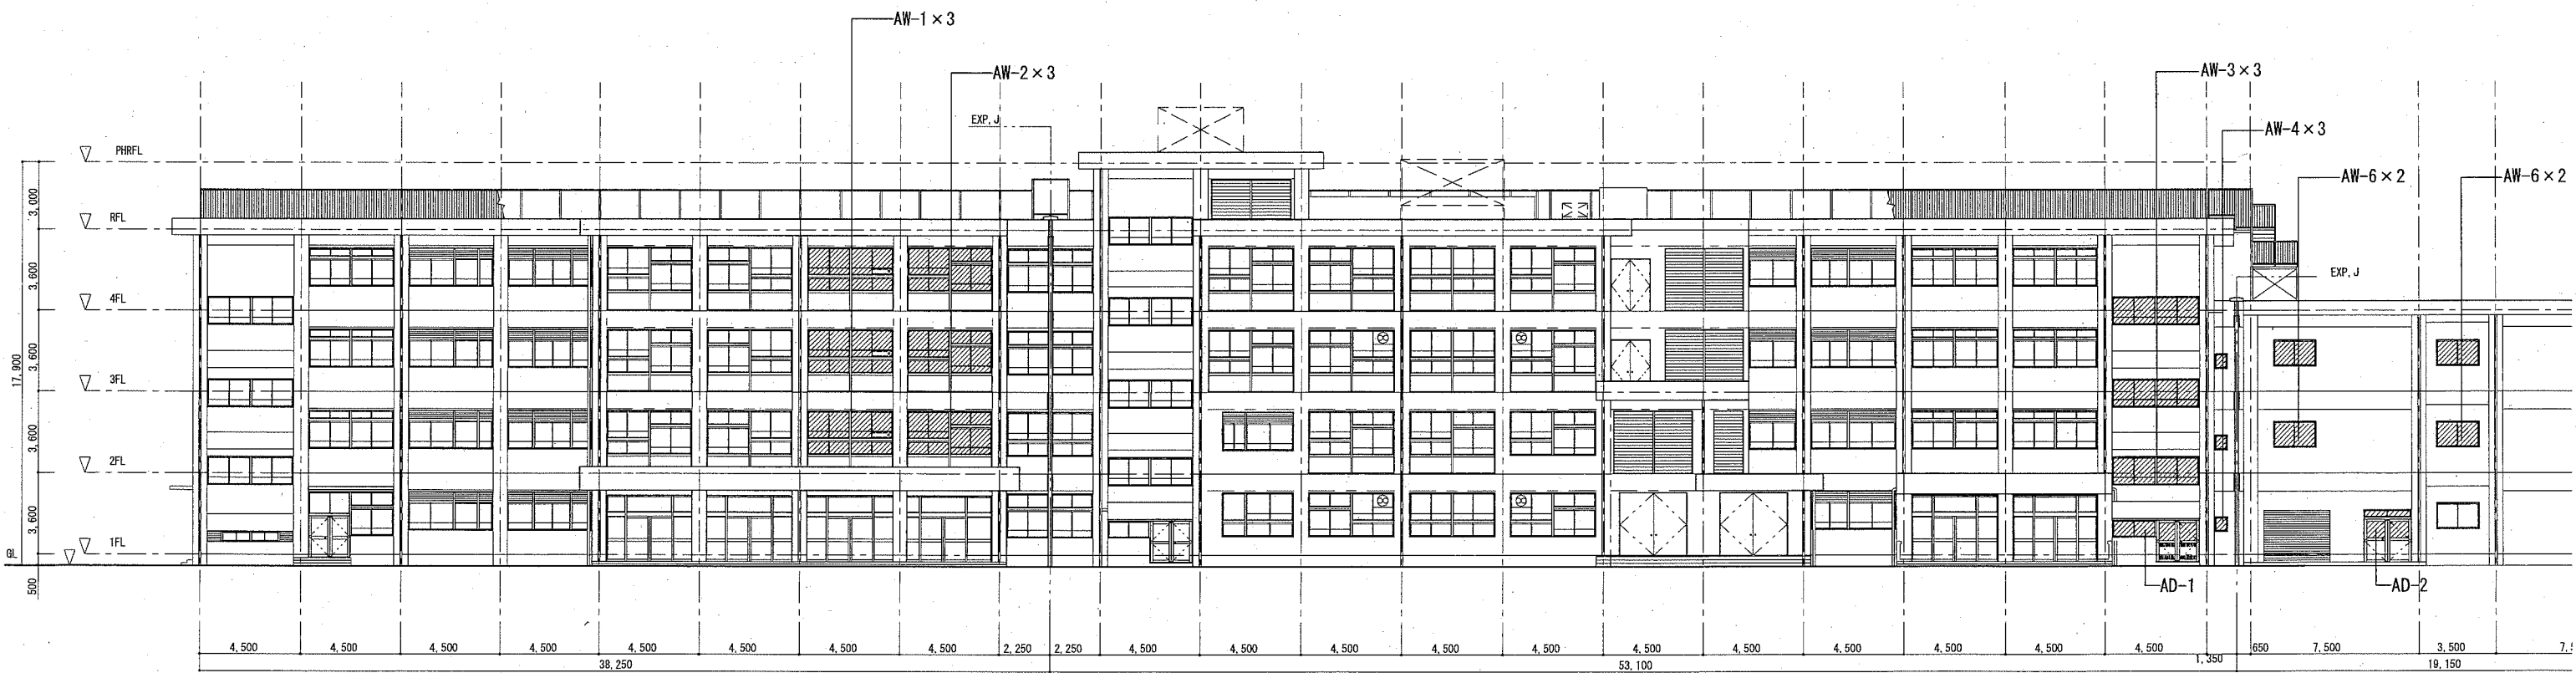 AW-1×3
AW-2×3
AW-3×3
EXP, J
AW-4×3
PHRFL
AW-6×2
AW-6×2
3,000
RFL
3,600
EXP, J
4FL
17,900
3,600
3FL
3,600
2FL
3,600
1FL
GL
500
AD-1
AD-2
4,500
4,500
4,500
4,500
4,500
4,500
4,500
4,500
2,250
2,250
4,500
4,500
4,500
4,500
4,500
4,500
4,500
4,500
4,500
4,500
4,500
650
7,500
3,500
1,350
38,250
53,100
19,150